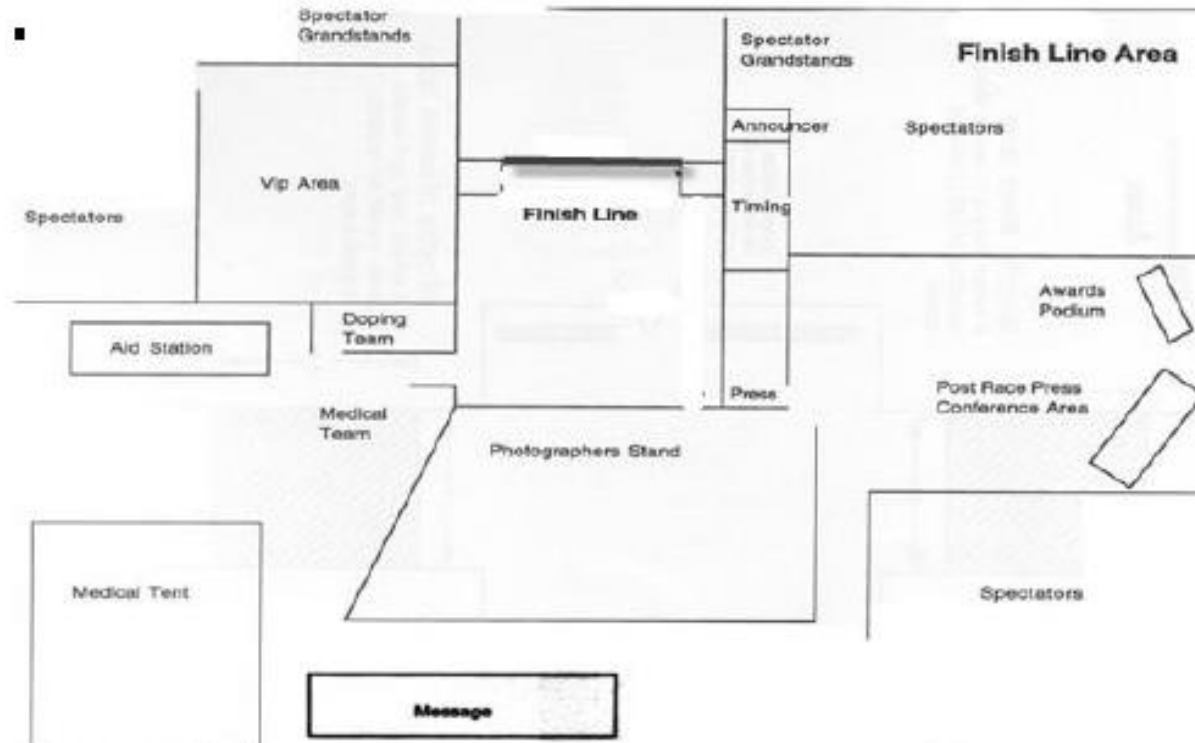 Spectator
Grandstands
Spectator
Grandstands
Finish Line Area
Announcer
Spectators
Vip Area
Spectators
Finish Line
Timing
Awards
Podium
Doping
Team
Aid Station
Press
Post Race Press
Conference Area
Medical
Team
Photographers Stand
Medical Tent
Spectators
Message